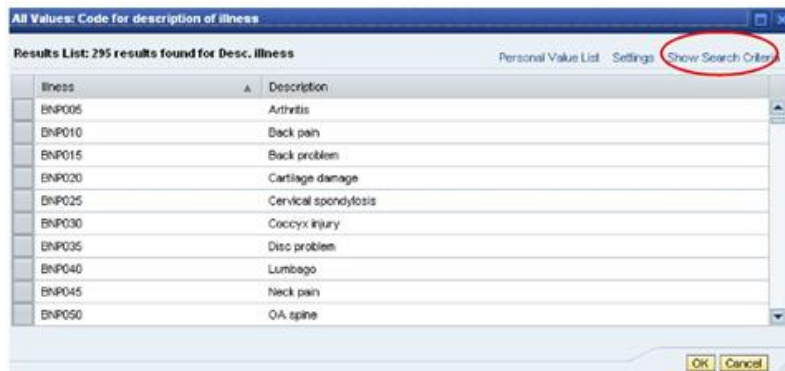 All Values: Code for description of illness
Results List: 295 results found for Desc. illness Personal Value List Settings Show Search Criteria
Illness Description
BNP005 Arthritis
BNP010 Back pain
BNP015 Back problem
BNP020 Cartilage damage
BNP025 Cervical spondylosis
BNP030 Coccyx injury
BNP035 Disc problem
BNP040 Lumbago
BNP045 Neck pain
BNP050 OA spine
OK Cancel